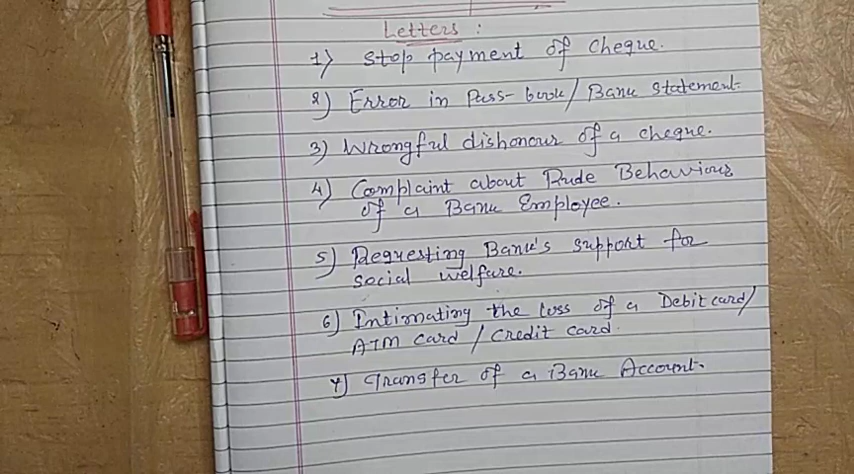 Letters :
1) Stop payment of cheque.
2) Error in Pass-book/ Bank statement.
3) Wrongful dishonour of a cheque.
4) Complaint about Rude Behaviour
of a Bank Employee.
5) Requesting Bank's support for
social welfare.
6) Intimating the loss of a Debit card/
ATM card / Credit card.
7) Transfer of a Bank Account.